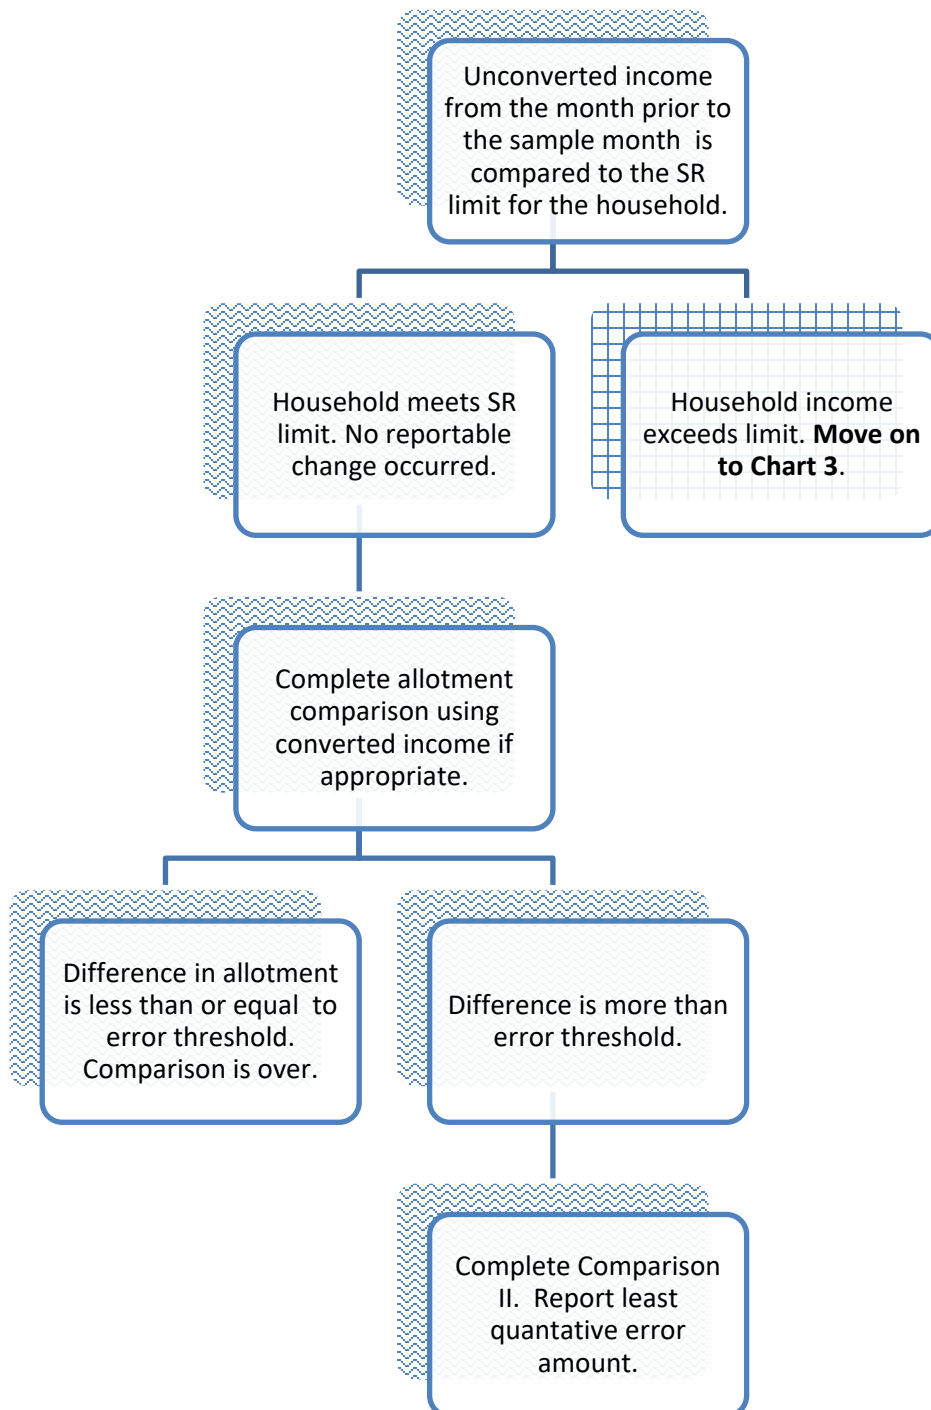 Unconverted income
from the month prior to
the sample month is
compared to the SR
limit for the household.
Household meets SR
limit. No reportable
change occurred.
Household income
exceeds limit. Move on
to Chart 3.
Complete allotment
comparison using
converted income if
appropriate.
Difference in allotment
is less than or equal to
error threshold.
Comparison is over.
Difference is more than
error threshold.
Complete Comparison
II. Report least
quantative error
amount.